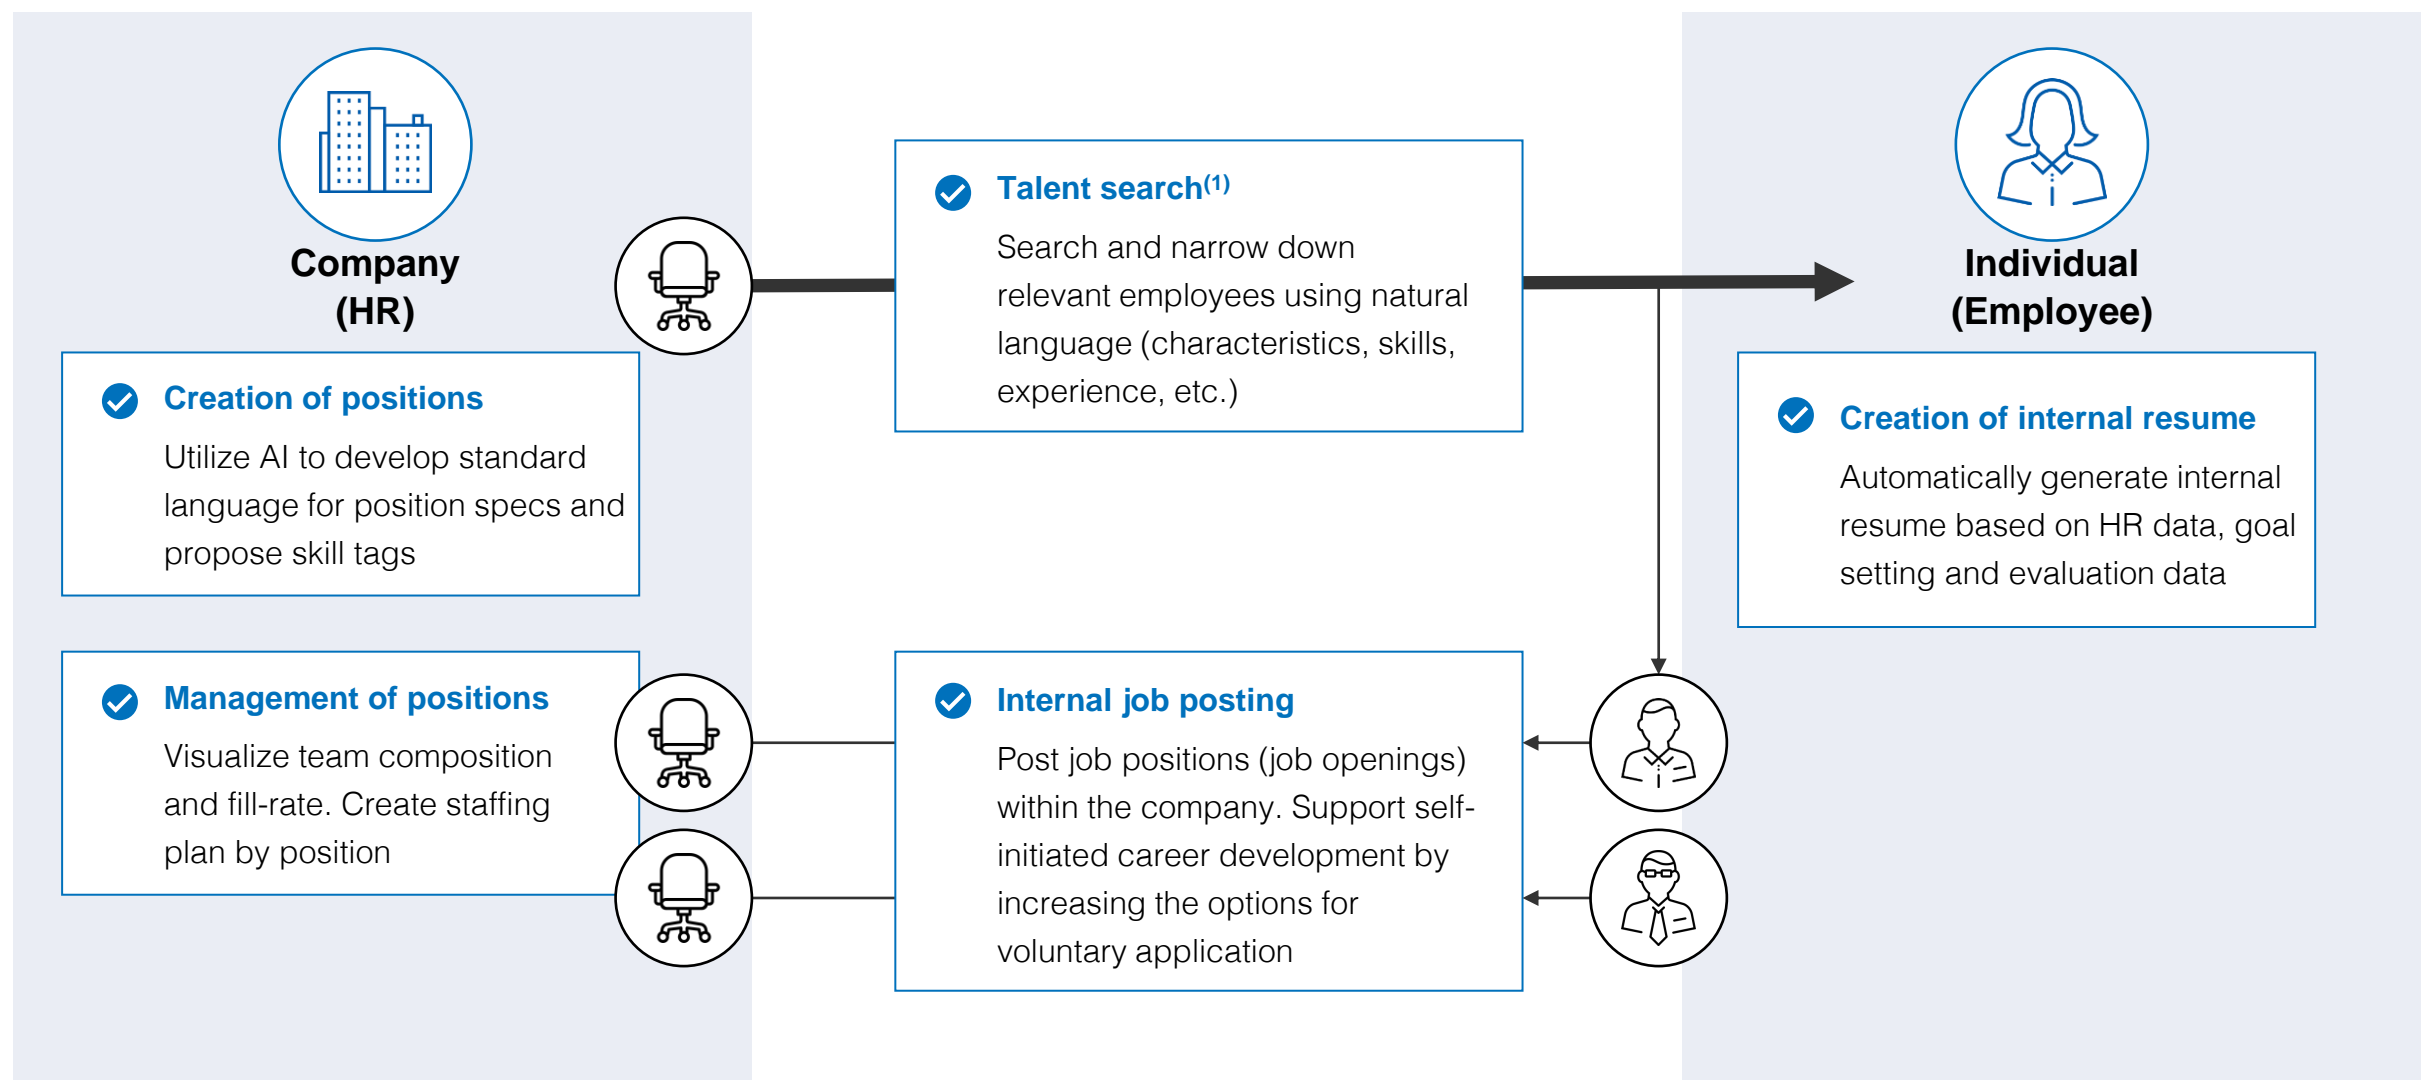 Company
(HR)
Creation of positions
Utilize AI to develop standard
language for position specs and
propose skill tags
Management of positions
Visualize team composition
and fill-rate. Create staffing
plan by position
Talent search(1)
Search and narrow down
relevant employees using natural
language (characteristics, skills,
experience, etc.)
Internal job posting
Post job positions (job openings)
within the company. Support self-
initiated career development by
increasing the options for
voluntary application
Individual
(Employee)
Creation of internal resume
Automatically generate internal
resume based on HR data, goal
setting and evaluation data